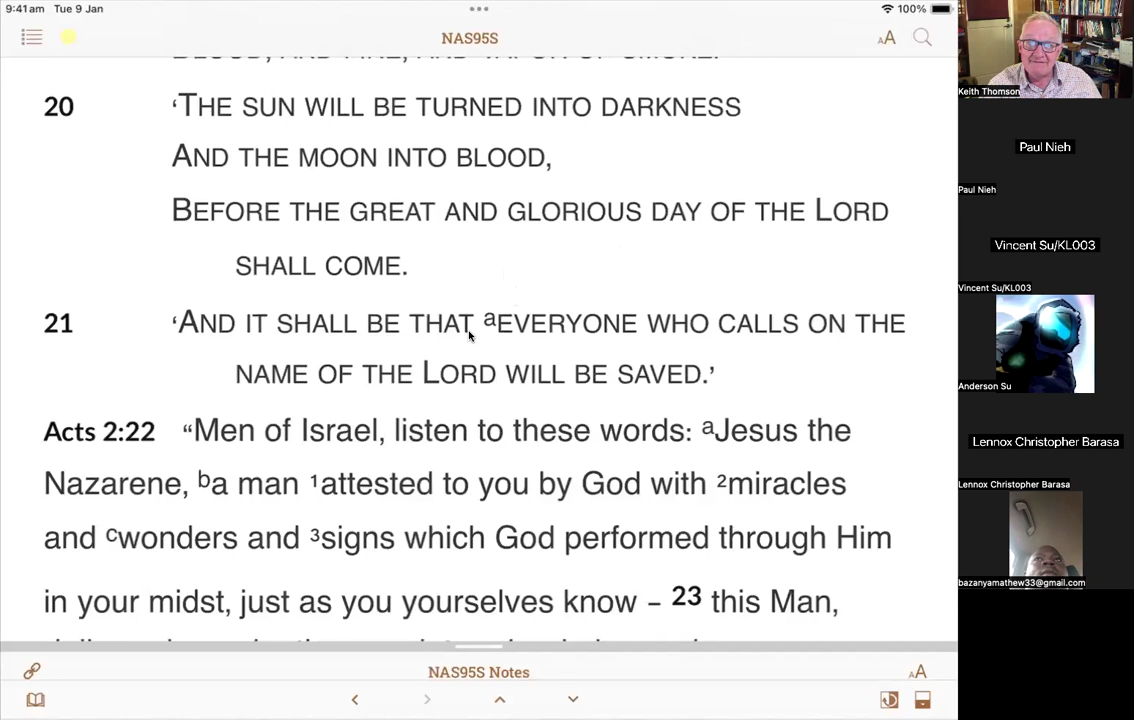 9:41am Tue 9 Jan
100%
NAS95S
AA
20 ‘THE SUN WILL BE TURNED INTO DARKNESS
AND THE MOON INTO BLOOD,
BEFORE THE GREAT AND GLORIOUS DAY OF THE LORD
SHALL COME.
21 ‘AND IT SHALL BE THAT aEVERYONE WHO CALLS ON THE
NAME OF THE LORD WILL BE SAVED.’
Acts 2:22 “Men of Israel, listen to these words: aJesus the
Nazarene, ba man 1attested to you by God with 2miracles
and cwonders and 3signs which God performed through Him
in your midst, just as you yourselves know – 23 this Man,
NAS95S Notes
AA
Keith Thomson
Paul Nieh
Paul Nieh
Vincent Su/KL003
Vincent Su/KL003
Anderson Su
Lennox Christopher Barasa
Lennox Christopher Barasa
bazanyamathew33@gmail.com